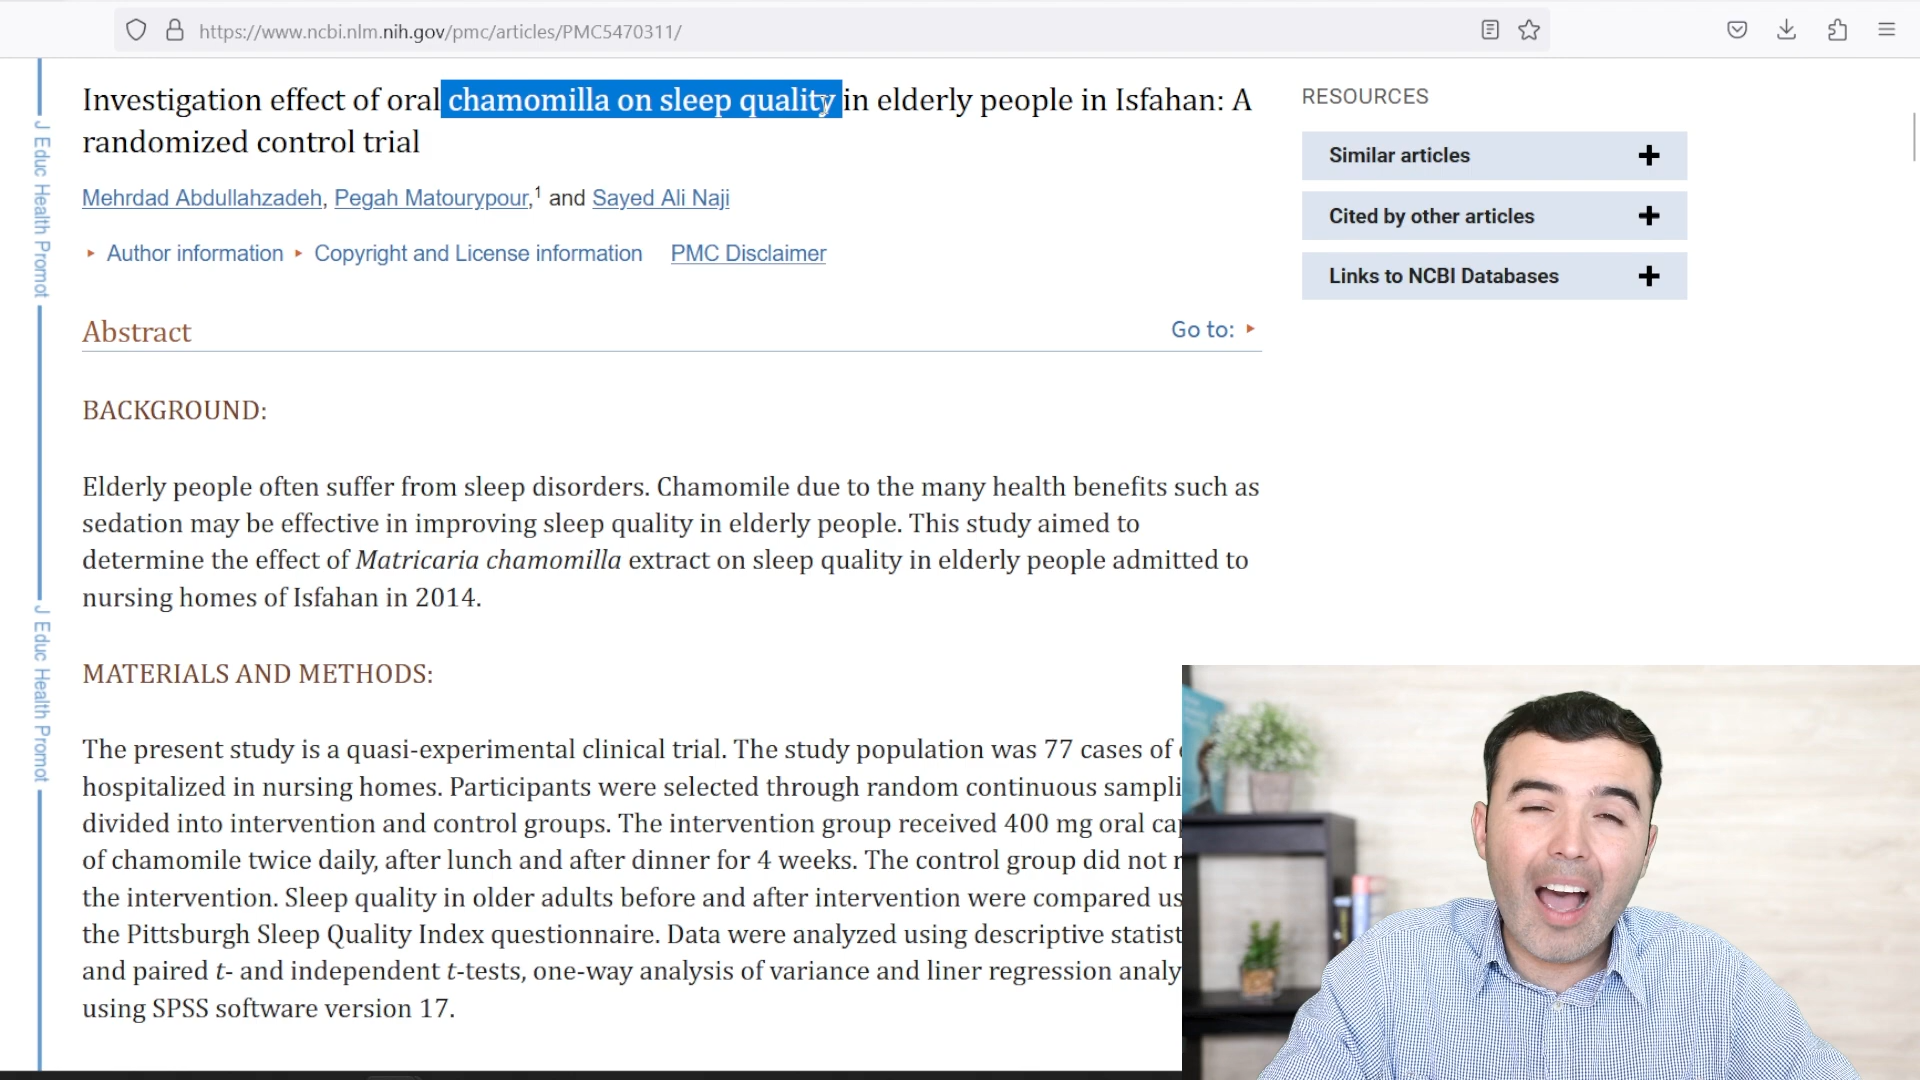 https://www.ncbi.nlm.nih.gov/pmc/articles/PMC5470311/
Investigation effect of oral chamomilla on sleep quality in elderly people in Isfahan: A
randomized control trial
Mehrdad Abdullahzadeh, Pegah Matourypour,1 and Sayed Ali Naji
Author information Copyright and License information PMC Disclaimer
Abstract
Go to:
BACKGROUND:
Elderly people often suffer from sleep disorders. Chamomile due to the many health benefits such as
sedation may be effective in improving sleep quality in elderly people. This study aimed to
determine the effect of Matricaria chamomilla extract on sleep quality in elderly people admitted to
nursing homes of Isfahan in 2014.
MATERIALS AND METHODS:
The present study is a quasi-experimental clinical trial. The study population was 77 cases of
hospitalized in nursing homes. Participants were selected through random continuous sampli
divided into intervention and control groups. The intervention group received 400 mg oral ca
of chamomile twice daily, after lunch and after dinner for 4 weeks. The control group did not r
the intervention. Sleep quality in older adults before and after intervention were compared us
the Pittsburgh Sleep Quality Index questionnaire. Data were analyzed using descriptive statist
and paired t- and independent t-tests, one-way analysis of variance and liner regression analy
using SPSS software version 17.
RESOURCES
Similar articles
Cited by other articles
Links to NCBI Databases
J Educ Health Promot
J Educ Health Promot